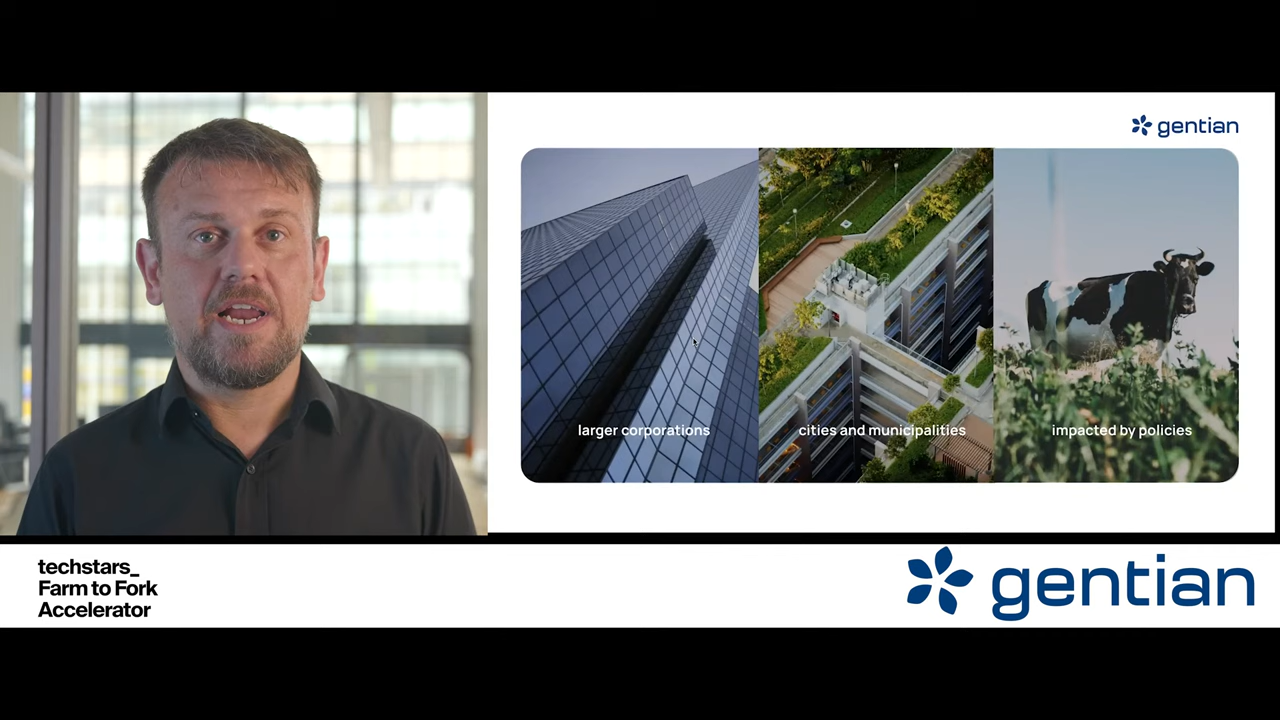 gentian
larger corporations
cities and municipalities
impacted by policies
techstars_
Farm to Fork
Accelerator
gentian